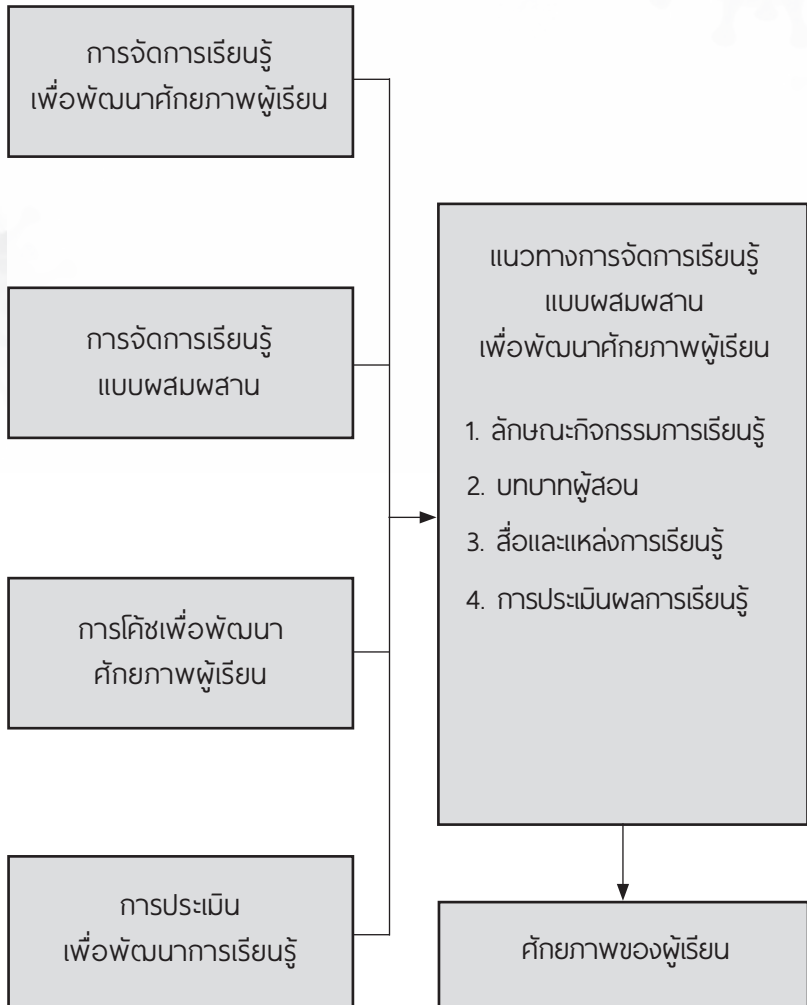 การจัดการเรียนรู้
เพื่อพัฒนาศักยภาพผู้เรียน
การจัดการเรียนรู้
แบบผสมผสาน
การโค้ชเพื่อพัฒนา
ศักยภาพผู้เรียน
การประเมิน
เพื่อพัฒนาการเรียนรู้
แนวทางการจัดการเรียนรู้
แบบผสมผสาน
เพื่อพัฒนาศักยภาพผู้เรียน
1. ลักษณะกิจกรรมการเรียนรู้
2. บทบาทผู้สอน
3. สื่อและแหล่งการเรียนรู้
4. การประเมินผลการเรียนรู้
ศักยภาพของผู้เรียน